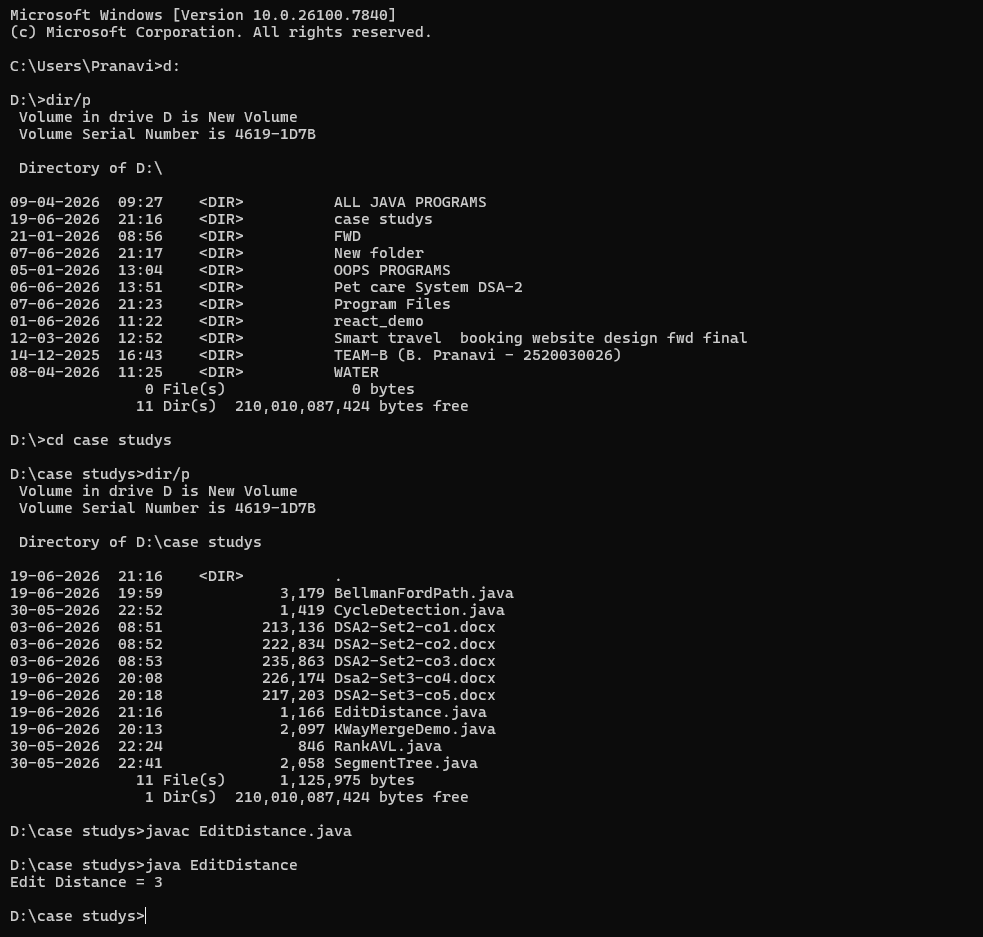 Microsoft Windows [Version 10.0.26100.7840]
(c) Microsoft Corporation. All rights reserved.
C:\Users\Pranavi>d:
D:\>dir/p
 Volume in drive D is New Volume
 Volume Serial Number is 4619-1D7B
 Directory of D:\
09-04-2026  09:27    <DIR>          ALL JAVA PROGRAMS
19-06-2026  21:16    <DIR>          case studys
21-01-2026  08:56    <DIR>          FWD
07-06-2026  21:17    <DIR>          New folder
05-01-2026  13:04    <DIR>          OOPS PROGRAMS
06-06-2026  13:51    <DIR>          Pet care System DSA-2
07-06-2026  21:23    <DIR>          Program Files
01-06-2026  11:22    <DIR>          react_demo
12-03-2026  12:52    <DIR>          Smart travel  booking website design fwd final
14-12-2025  16:43    <DIR>          TEAM-B (B. Pranavi - 2520030026)
08-04-2026  11:25    <DIR>          WATER
               0 File(s)              0 bytes
              11 Dir(s)  210,010,087,424 bytes free
D:\>cd case studys
D:\case studys>dir/p
 Volume in drive D is New Volume
 Volume Serial Number is 4619-1D7B
 Directory of D:\case studys
19-06-2026  21:16    <DIR>          .
19-06-2026  19:59             3,179 BellmanFordPath.java
30-05-2026  22:52             1,419 CycleDetection.java
03-06-2026  08:51           213,136 DSA2-Set2-co1.docx
03-06-2026  08:52           222,834 DSA2-Set2-co2.docx
03-06-2026  08:53           235,863 DSA2-Set2-co3.docx
19-06-2026  20:08           226,174 Dsa2-Set3-co4.docx
19-06-2026  20:18           217,203 DSA2-Set3-co5.docx
19-06-2026  21:16             1,166 EditDistance.java
19-06-2026  20:13             2,097 KWayMergeDemo.java
30-05-2026  22:24               846 RankAVL.java
30-05-2026  22:41             2,058 SegmentTree.java
              11 File(s)      1,125,975 bytes
               1 Dir(s)  210,010,087,424 bytes free
D:\case studys>javac EditDistance.java
D:\case studys>java EditDistance
Edit Distance = 3
D:\case studys>